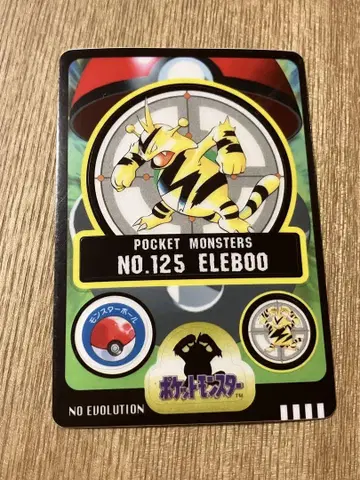 POCKET MONSTERS
NO.125 ELEBOO
モンスターボール
ポケットモンスター
TM
NO EVOLUTION